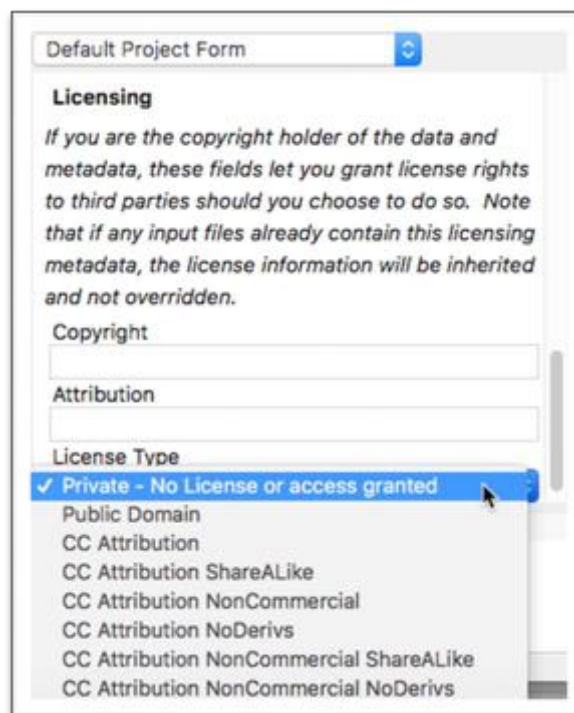 Default Project Form
Licensing
If you are the copyright holder of the data and
metadata, these fields let you grant license rights
to third parties should you choose to do so. Note
that if any input files already contain this licensing
metadata, the license information will be inherited
and not overridden.
Copyright
Attribution
License Type
✓ Private - No License or access granted
Public Domain
CC Attribution
CC Attribution ShareALike
CC Attribution NonCommercial
CC Attribution NoDerivs
CC Attribution NonCommercial ShareALike
CC Attribution NonCommercial NoDerivs